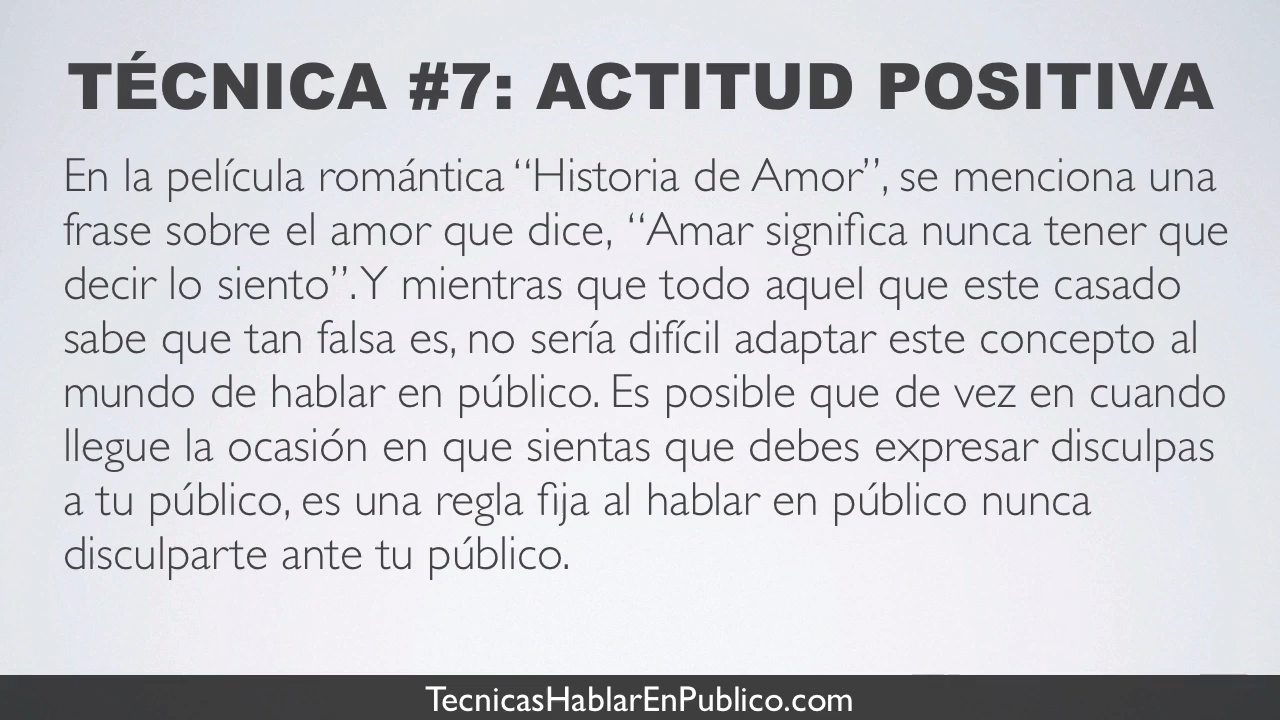 TÉCNICA #7: ACTITUD POSITIVA
En la película romántica “Historia de Amor”, se menciona una
frase sobre el amor que dice, “Amar significa nunca tener que
decir lo siento”. Y mientras que todo aquel que este casado
sabe que tan falsa es, no sería difícil adaptar este concepto al
mundo de hablar en público. Es posible que de vez en cuando
llegue la ocasión en que sientas que debes expresar disculpas
a tu público, es una regla fija al hablar en público nunca
disculparte ante tu público.
TecnicasHablarEnPublico.com